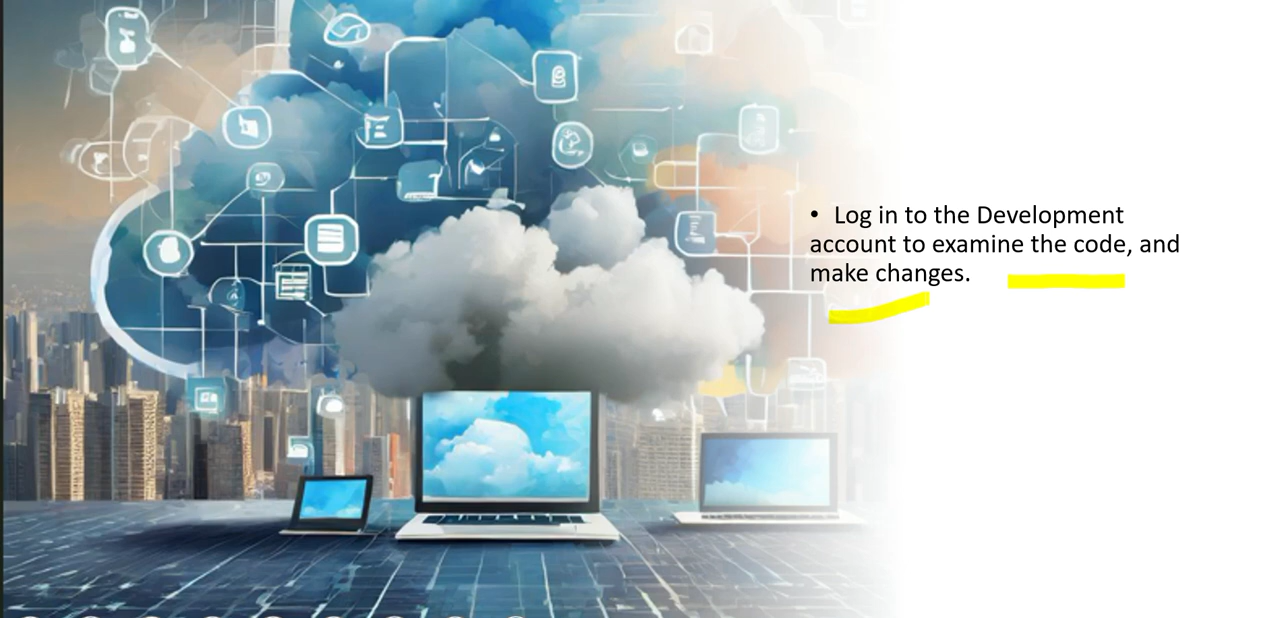 • Log in to the Development
account to examine the code, and
make changes.